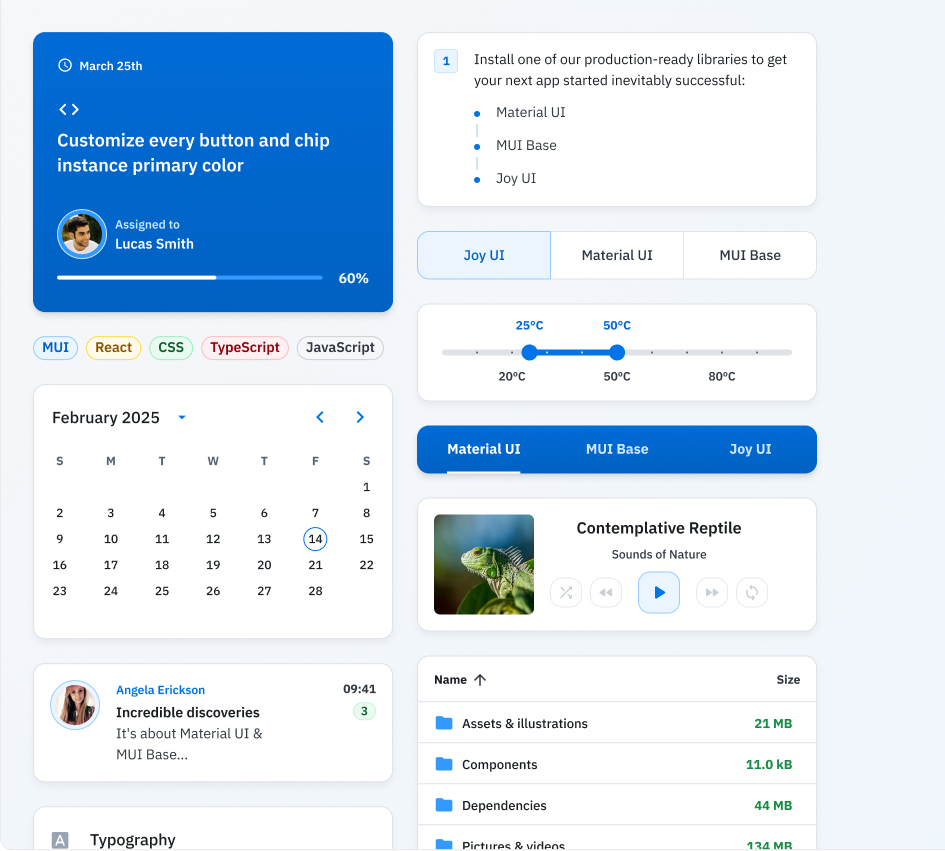 March 25th
Customize every button and chip
instance primary color
Assigned to
Lucas Smith
60%
MUI React CSS TypeScript JavaScript
February 2025
S M T W T F S
1
2 3 4 5 6 7 8
9 10 11 12 13 14 15
16 17 18 19 20 21 22
23 24 25 26 27 28
Angela Erickson 09:41
Incredible discoveries 3
It's about Material UI &
MUI Base...
A Typography
1 Install one of our production-ready libraries to get
your next app started inevitably successful:
Material UI
MUI Base
Joy UI
Joy UI Material UI MUI Base
25ºC 50ºC
20ºC 50ºC 80ºC
Material UI MUI Base Joy UI
Contemplative Reptile
Sounds of Nature
Name Size
Assets & illustrations 21 MB
Components 11.0 kB
Dependencies 44 MB
Pictures & videos 134 MB